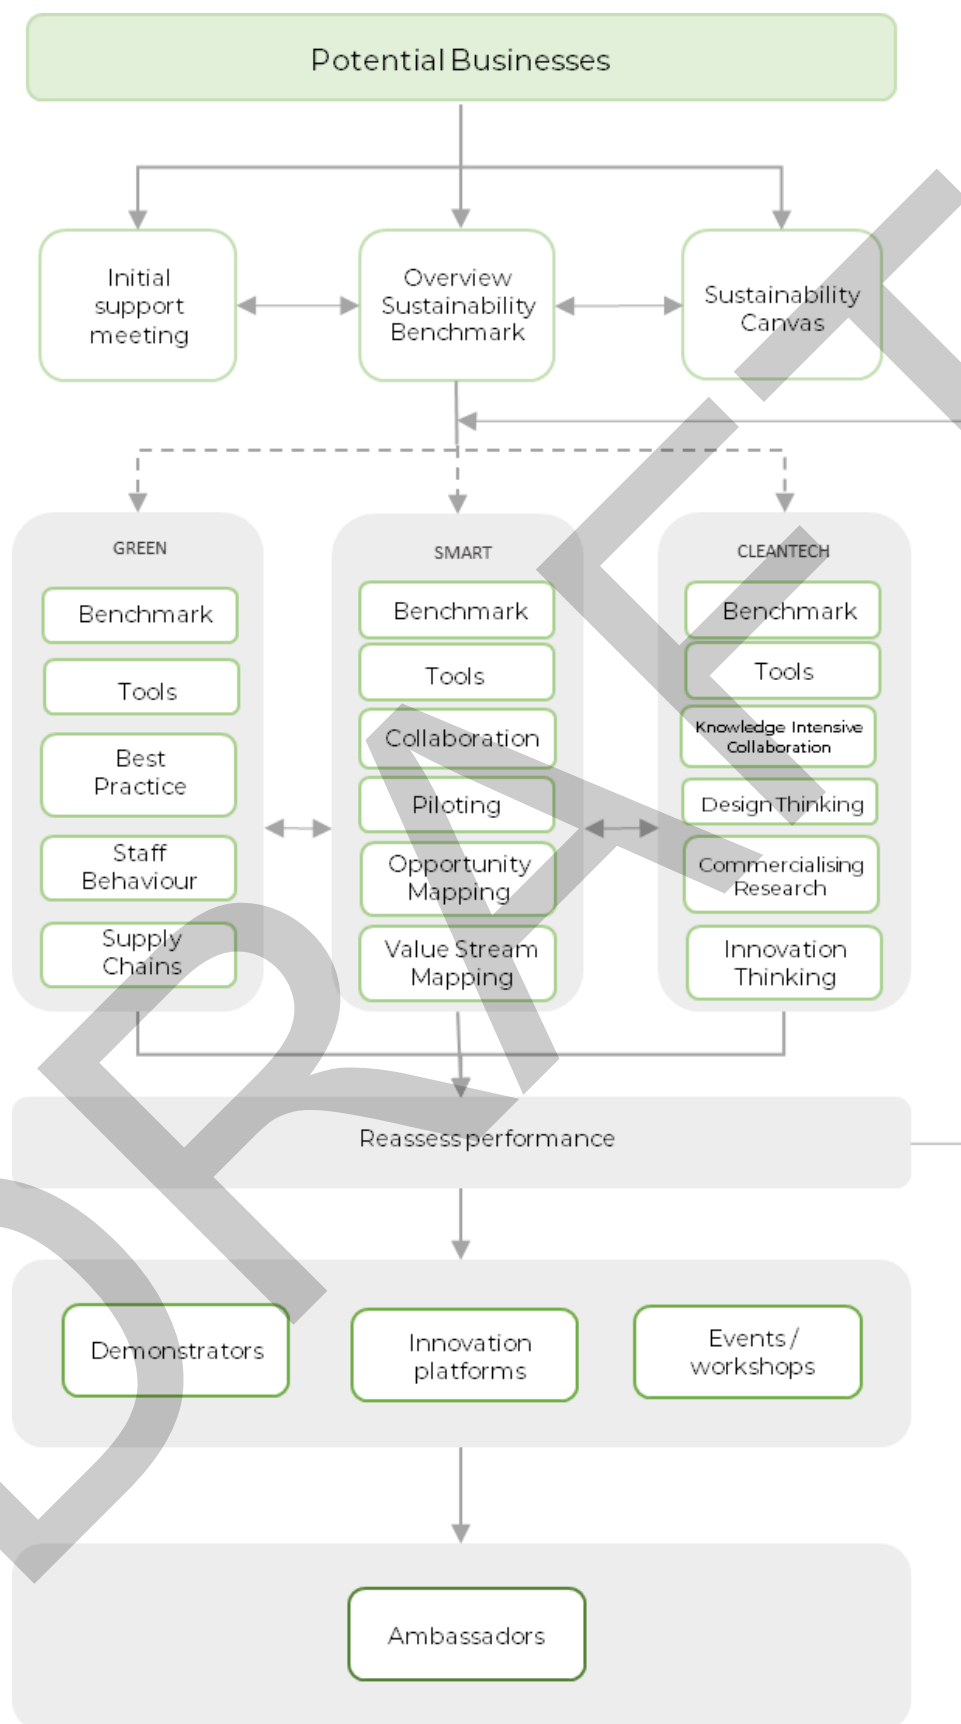 Potential Businesses
Initial
support
meeting
Overview
Sustainability
Benchmark
Sustainability
Canvas
GREEN
Benchmark
Tools
Best
Practice
Staff
Behaviour
Supply
Chains
SMART
Benchmark
Tools
Collaboration
Piloting
Opportunity
Mapping
Value Stream
Mapping
CLEANTECH
Benchmark
Tools
Knowledge Intensive
Collaboration
Design Thinking
Commercialising
Research
Innovation
Thinking
Reassess performance
Demonstrators
Innovation
platforms
Events /
workshops
Ambassadors
DRAFT